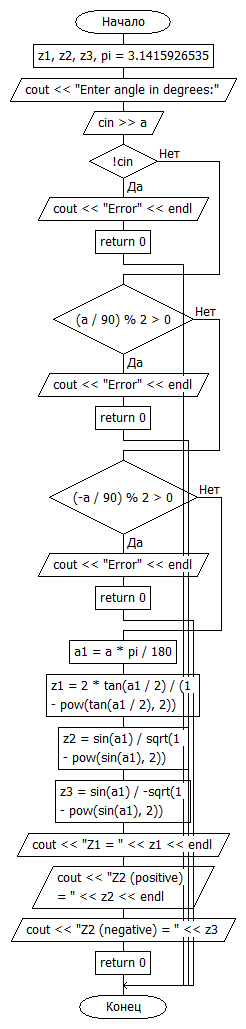 Начало
z1, z2, z3, pi = 3.1415926535
cout << "Enter angle in degrees:"
cin >> a
!cin
Нет
Да
cout << "Error" << endl
return 0
(a / 90) % 2 > 0
Нет
Да
cout << "Error" << endl
return 0
(-a / 90) % 2 > 0
Нет
Да
cout << "Error" << endl
return 0
a1 = a * pi / 180
z1 = 2 * tan(a1 / 2) / (1
- pow(tan(a1 / 2), 2))
z2 = sin(a1) / sqrt(1
- pow(sin(a1), 2))
z3 = sin(a1) / -sqrt(1
- pow(sin(a1), 2))
cout << "Z1 = " << z1 << endl
cout << "Z2 (positive)
= " << z2 << endl
cout << "Z2 (negative) = " << z3
return 0
Конец